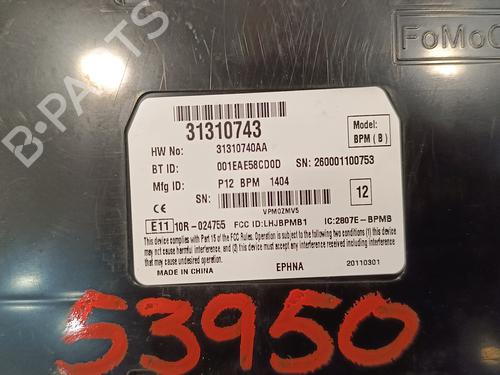 B-PARTS
FoMoC
31310743
Model:
BPM (B)
HW No: 31310740AA
BT ID: 001EAE58CD0D SN: 260001100753
Mfg ID: P12 BPM 1404
SN:
VPM0ZMV5
12
CE
E11 10R-024755 FCC ID:LHJBPMB1 IC:2807E-BPMB
This device complies with Part 15 of the FCC Rules. Operation is subject to the following two conditions: (1) this device may
not cause harmful interference, and (2) this device must accept any interference received including interference that may
cause undesired operation.
MADE IN CHINA EPHNA 20110301
53950